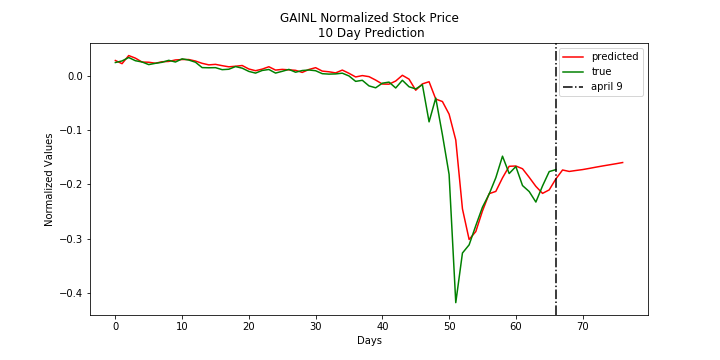 GAINL Normalized Stock Price
10 Day Prediction
predicted
true
april 9
Normalized Values
0.0
−0.1
−0.2
−0.3
−0.4
0 10 20 30 40 50 60 70
Days